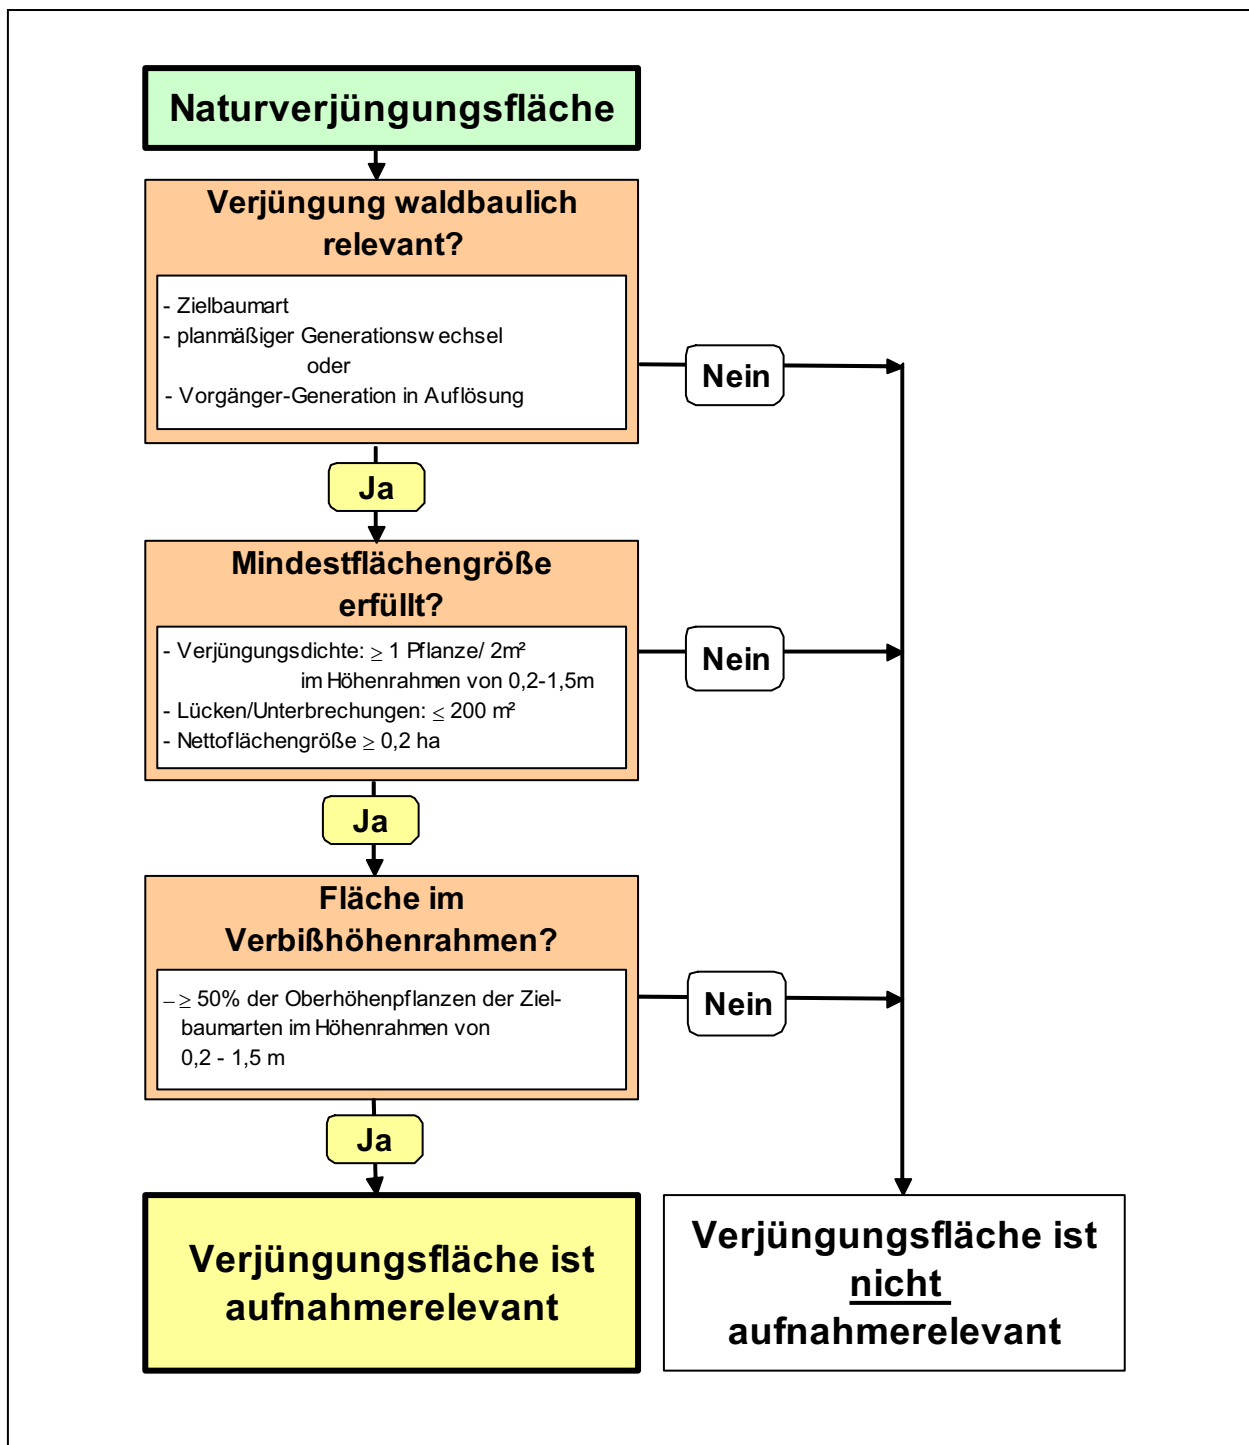 Naturverjüngungsfläche
Verjüngung waldbaulich
relevant?
- Zielbaumart
- planmäßiger Generationswechsel
oder
- Vorgänger-Generation in Auflösung
Nein
Ja
Mindestflächengröße
erfüllt?
- Verjüngungsdichte: ≥ 1 Pflanze/ 2m²
im Höhenrahmen von 0,2-1,5m
- Lücken/Unterbrechungen: ≤ 200 m²
- Nettoflächengröße ≥ 0,2 ha
Nein
Ja
Fläche im
Verbißhöhenrahmen?
– ≥ 50% der Oberhöhenpflanzen der Ziel-
baumarten im Höhenrahmen von
0,2 - 1,5 m
Nein
Ja
Verjüngungsfläche ist
aufnahmerelevant
Verjüngungsfläche ist
nicht
aufnahmerelevant